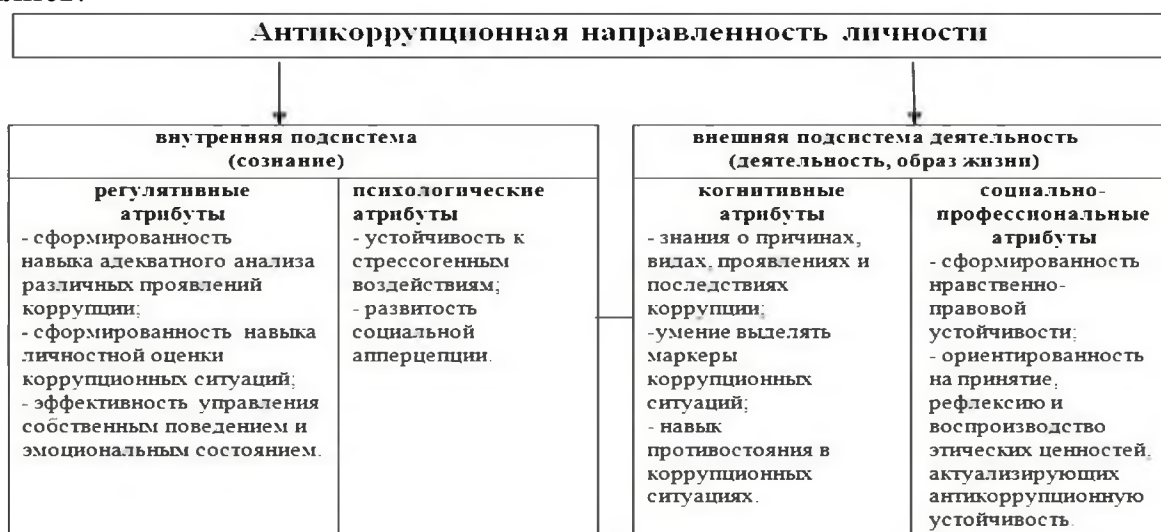 Антикоррупционная направленность личности
внутренняя подсистема
(сознание)
регулятивные
атрибуты
- сформированность
навыка адекватного анализа
различных проявлений
коррупции;
- сформированность навыка
личностной оценки
коррупционных ситуаций;
- эффективность управления
собственным поведением и
эмоциональным состоянием.
психологические
атрибуты
- устойчивость к
стрессогенным
воздействиям;
- развитость
социальной
апперцепции.
внешняя подсистема деятельность
(деятельность, образ жизни)
когнитивные
атрибуты
- знания о причинах,
видах, проявлениях и
последствиях
коррупции;
-умение выделять
маркеры
коррупционных
ситуаций;
- навык
противостояния в
коррупционных
ситуациях.
социально-
профессиональные
атрибуты
- сформированность
нравственно-
правовой
устойчивости;
- ориентированность
на принятие,
рефлексию и
воспроизводство
этических ценностей,
актуализирующих
антикоррупционную
устойчивость.